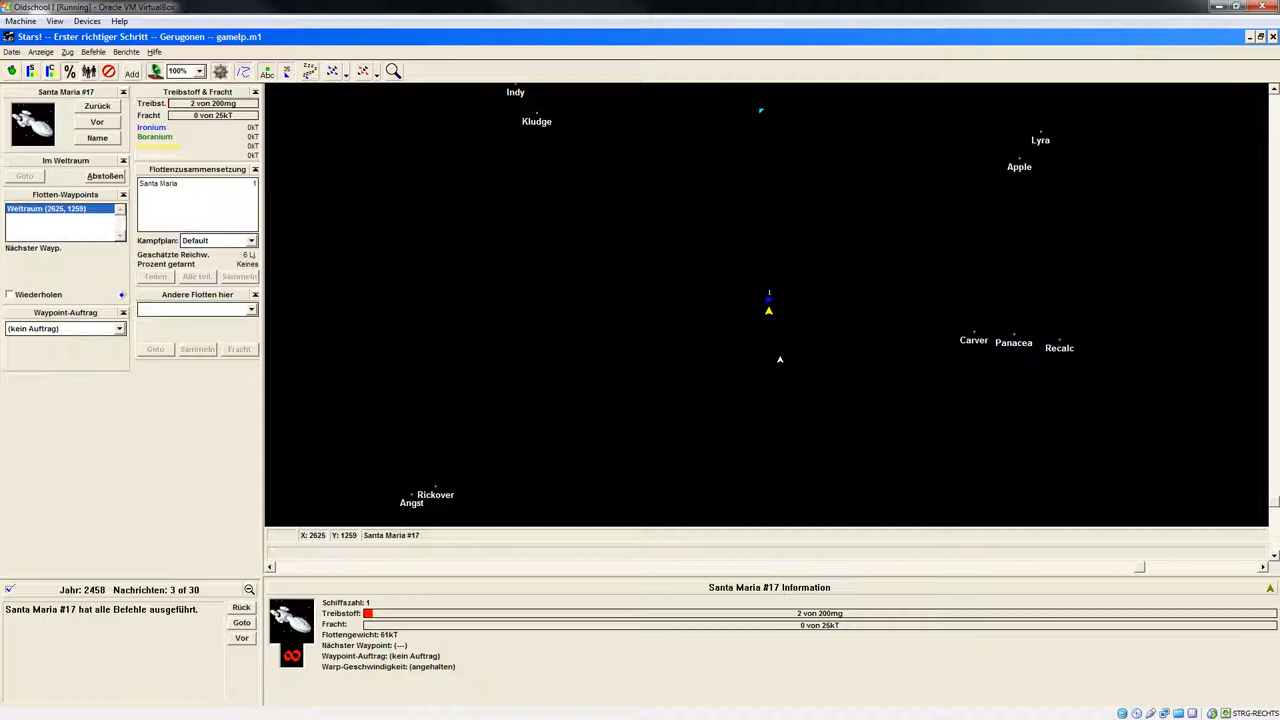 Oldschool I [Running] - Oracle VM VirtualBox
Machine View Devices Help
Stars! -- Erster richtiger Schritt -- Gerugonen -- gamelp.m1
Datei Anzeige Zug Befehle Berichte Hilfe
Add 100% Abc
Santa Maria #17
Zurück
Vor
Name
Im Weltraum
Goto Abstoßen
Flotten-Waypoints
Weltraum (2625, 1259)
Nächster Wayp.
Wiederholen
Waypoint-Auftrag
(kein Auftrag)
Treibstoff & Fracht
Treibst. 2 von 200mg
Fracht 0 von 25kT
Ironium 0kT
Boranium 0kT
0kT
0kT
Flottenzusammensetzung
Santa Maria 1
Kampfplan: Default
Geschätzte Reichw. 6 Lj.
Prozent getarnt Keines
Teilen Alle teil. Sammeln
Andere Flotten hier
Goto Sammeln Fracht
Indy
Kludge
Lyra
Apple
1
Carver Panacea Recalc
Rickover
Angst
X: 2625 Y: 1259 Santa Maria #17
Jahr: 2458 Nachrichten: 3 of 30
Santa Maria #17 hat alle Befehle ausgeführt.
Rück
Goto
Vor
Santa Maria #17 Information
Schiffszahl: 1
Treibstoff: 2 von 200mg
Fracht: 0 von 25kT
Flottengewicht: 61kT
Nächster Waypoint: (---)
Waypoint-Auftrag: (kein Auftrag)
Warp-Geschwindigkeit: (angehalten)
STRG-RECHTS